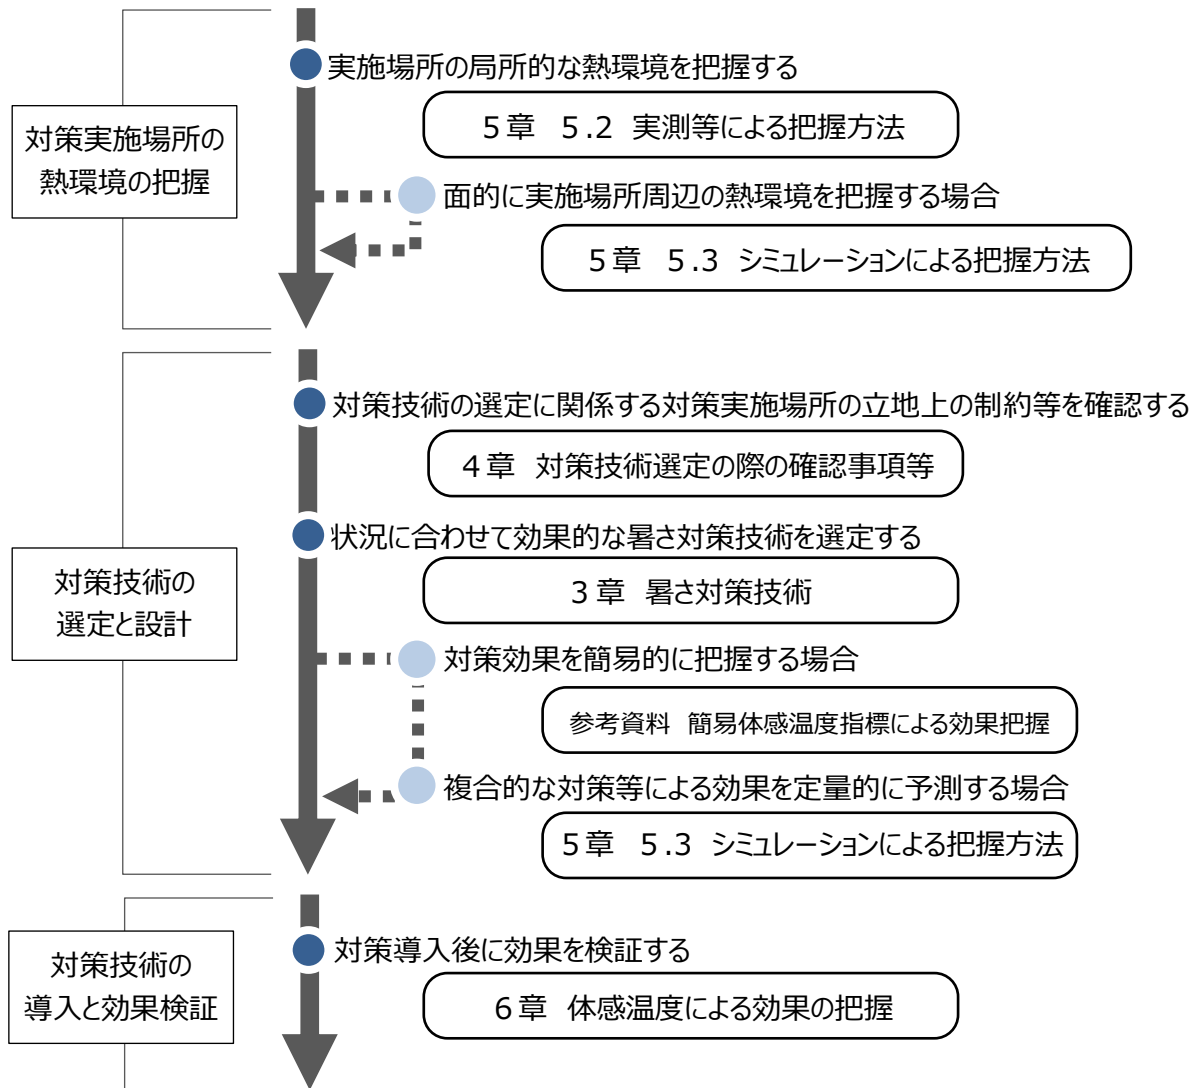 実施場所の局所的な熱環境を把握する
5章 5.2 実測等による把握方法
対策実施場所の
熱環境の把握
面的に実施場所周辺の熱環境を把握する場合
5章 5.3 シミュレーションによる把握方法
対策技術の選定に関係する対策実施場所の立地上の制約等を確認する
4章 対策技術選定の際の確認事項等
状況に合わせて効果的な暑さ対策技術を選定する
3章 暑さ対策技術
対策技術の
選定と設計
対策効果を簡易的に把握する場合
参考資料 簡易体感温度指標による効果把握
複合的な対策等による効果を定量的に予測する場合
5章 5.3 シミュレーションによる把握方法
対策技術の
導入と効果検証
対策導入後に効果を検証する
6章 体感温度による効果の把握